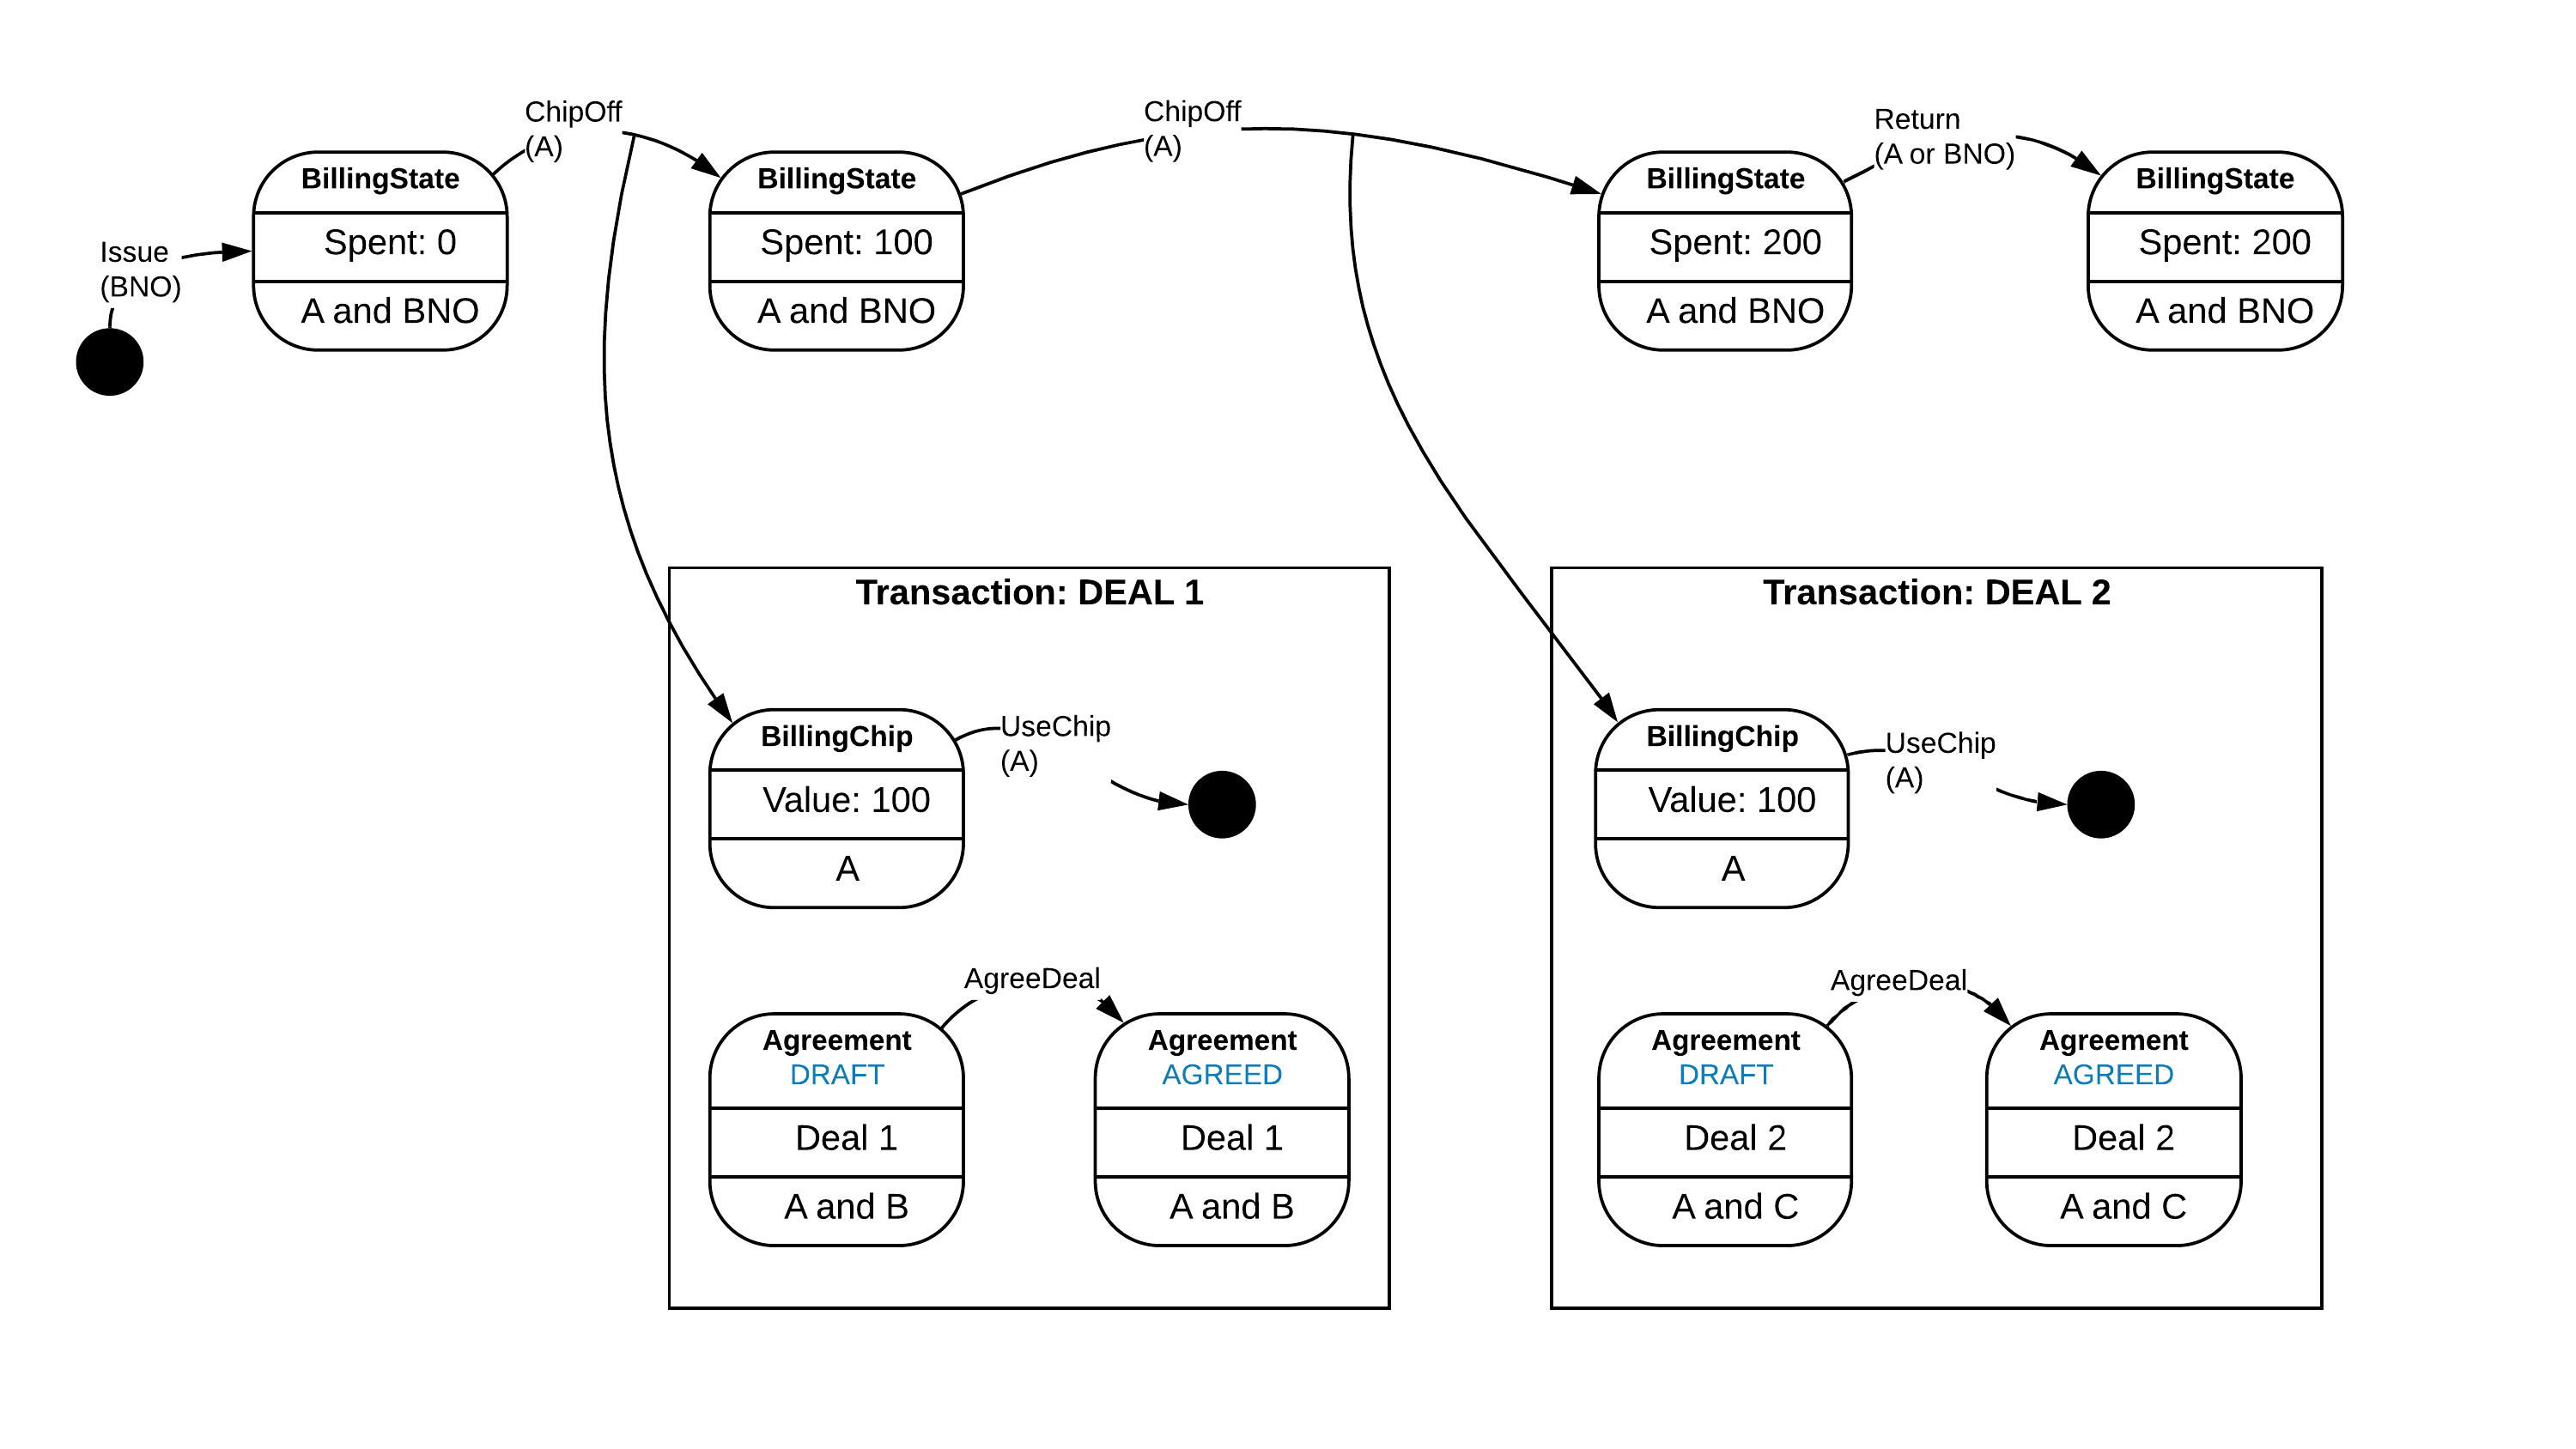 ChipOff
(A)
ChipOff
(A)
Return
(A or BNO)
Issue
(BNO)
BillingState
Spent: 0
A and BNO
BillingState
Spent: 100
A and BNO
BillingState
Spent: 200
A and BNO
BillingState
Spent: 200
A and BNO
Transaction: DEAL 1
BillingChip
Value: 100
A
UseChip
(A)
AgreeDeal
Agreement
DRAFT
Deal 1
A and B
Agreement
AGREED
Deal 1
A and B
Transaction: DEAL 2
BillingChip
Value: 100
A
UseChip
(A)
AgreeDeal
Agreement
DRAFT
Deal 2
A and C
Agreement
AGREED
Deal 2
A and C